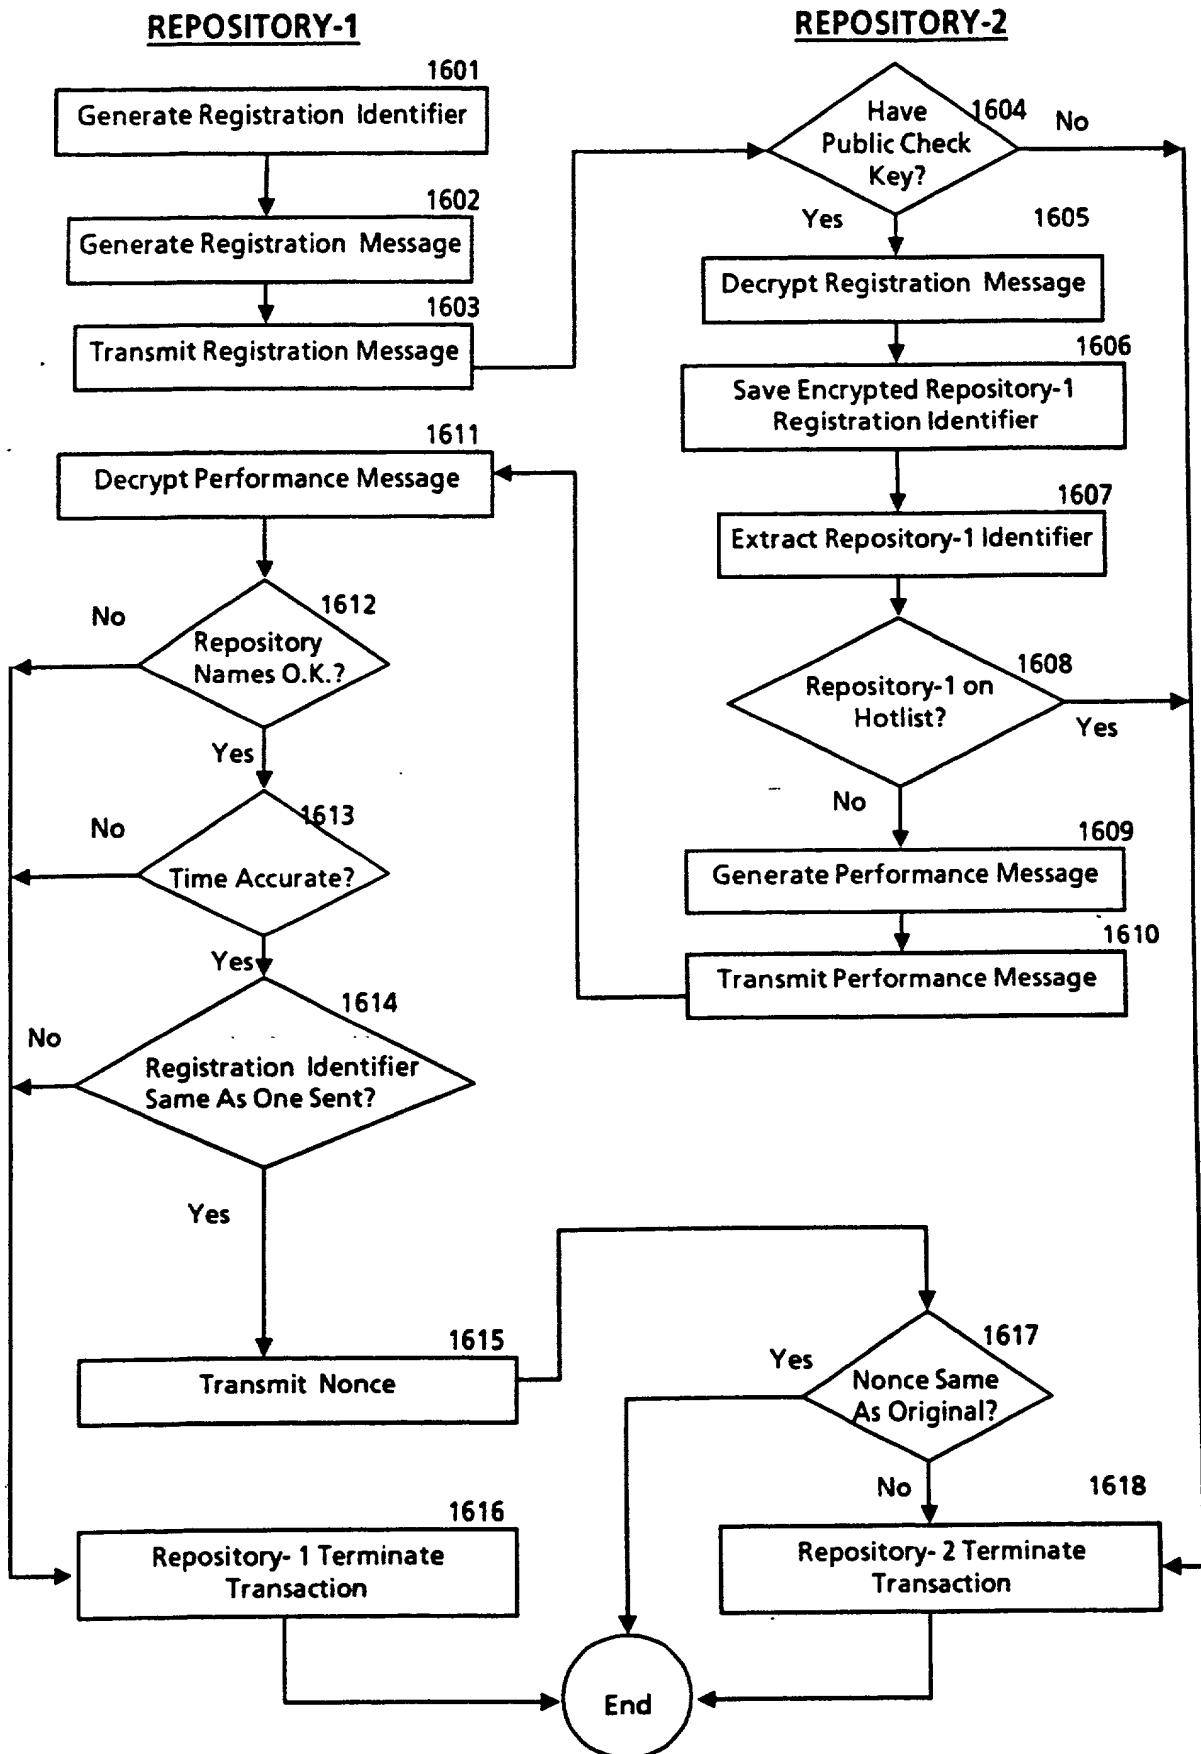 REPOSITORY-1
1601
Generate Registration Identifier
1602
Generate Registration Message
1603
Transmit Registration Message
1611
Decrypt Performance Message
No
1612
Repository
Names O.K.?
Yes
No
1613
Time Accurate?
Yes
1614
No
Registration Identifier
Same As One Sent?
Yes
1615
Transmit Nonce
1616
Repository- 1 Terminate
Transaction
REPOSITORY-2
1604
Have
Public Check
Key?
No
Yes
1605
Decrypt Registration Message
1606
Save Encrypted Repository-1
Registration Identifier
1607
Extract Repository-1 Identifier
1608
Repository-1 on
Hotlist?
Yes
No
1609
Generate Performance Message
1610
Transmit Performance Message
1617
Yes
Nonce Same
As Original?
No
1618
Repository- 2 Terminate
Transaction
End